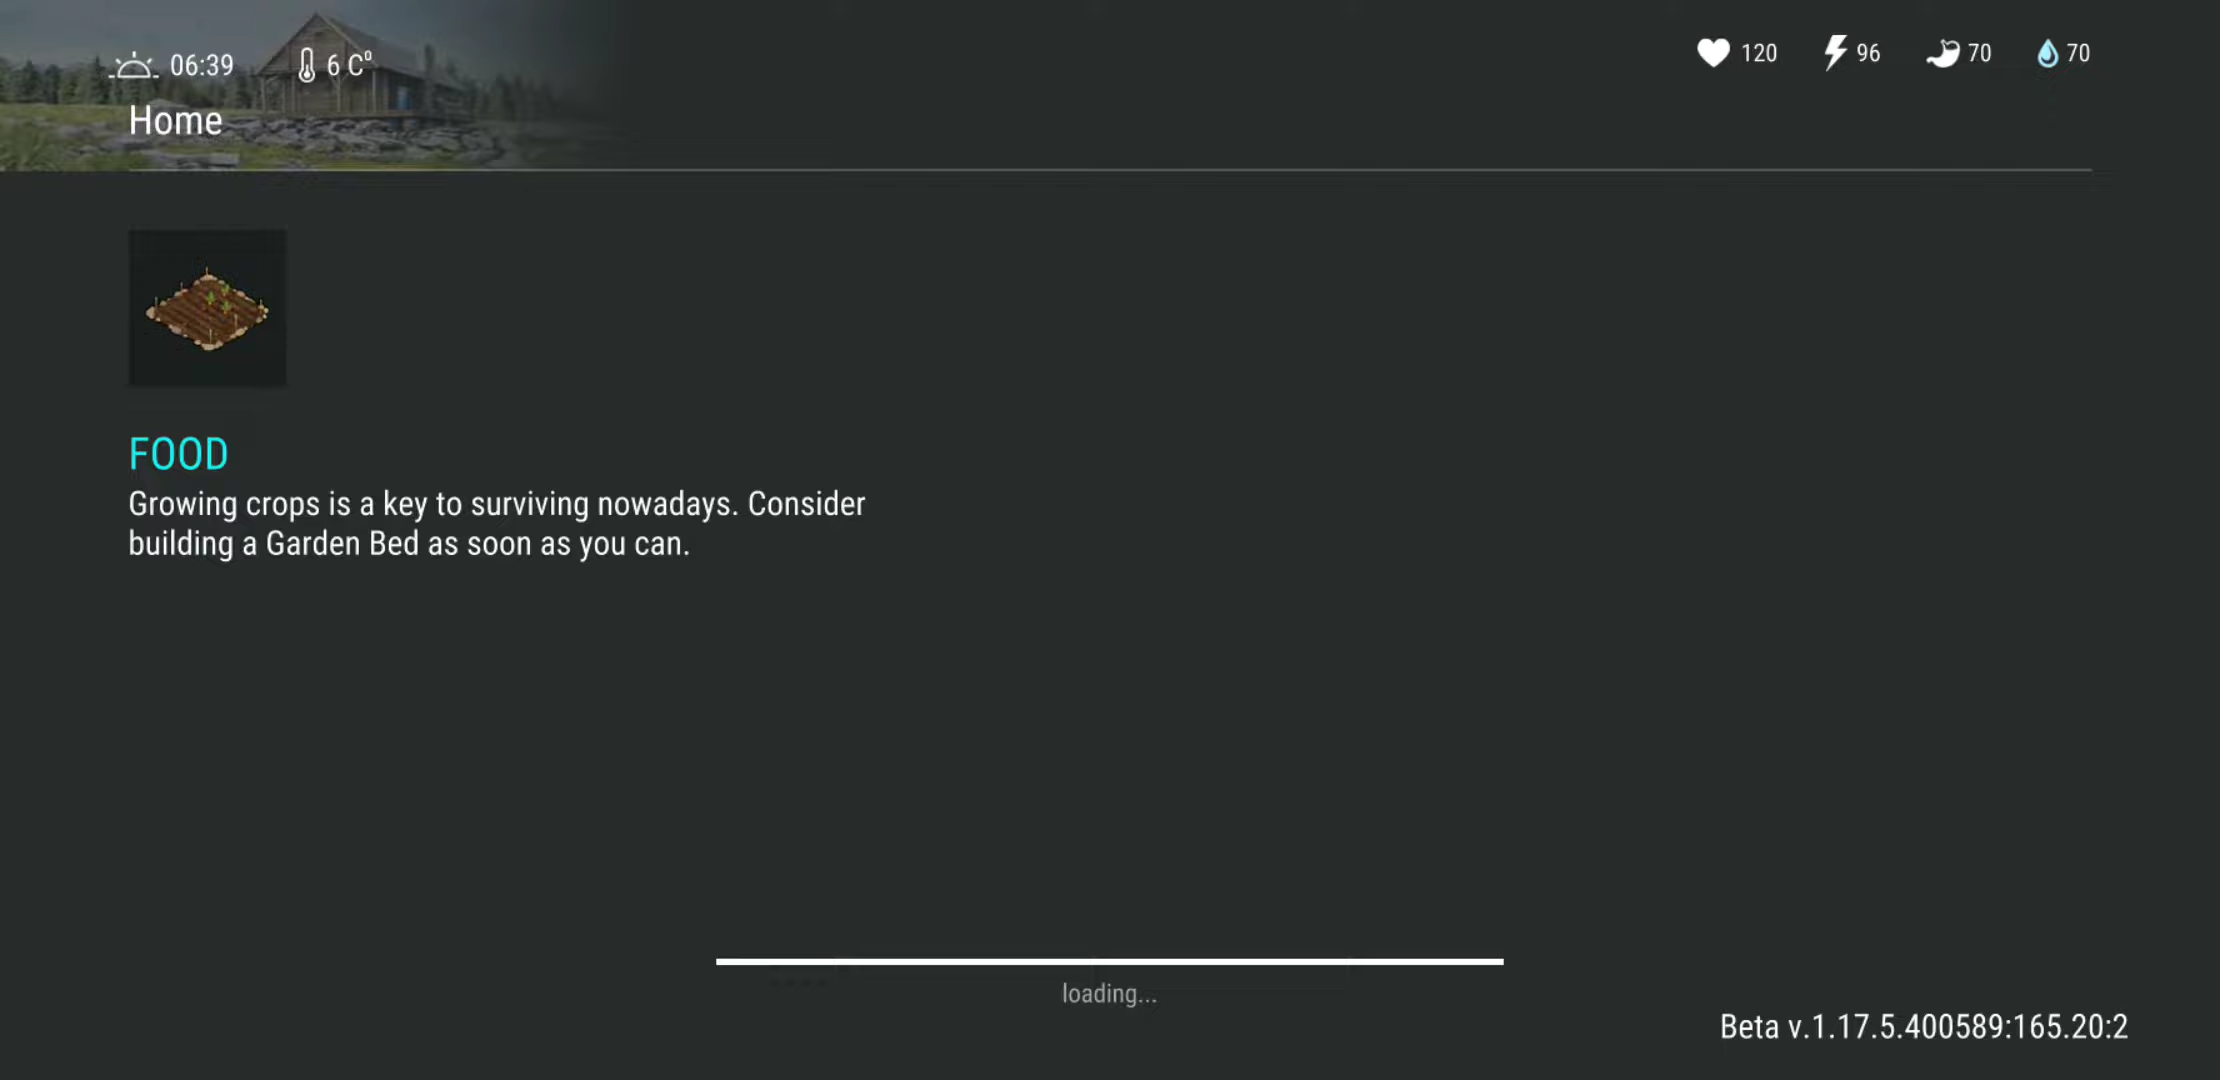 06:39 6 C⁰
120 96 70 70
Home
FOOD
Growing crops is a key to surviving nowadays. Consider
building a Garden Bed as soon as you can.
loading...
Beta v.1.17.5.400589:165.20:2